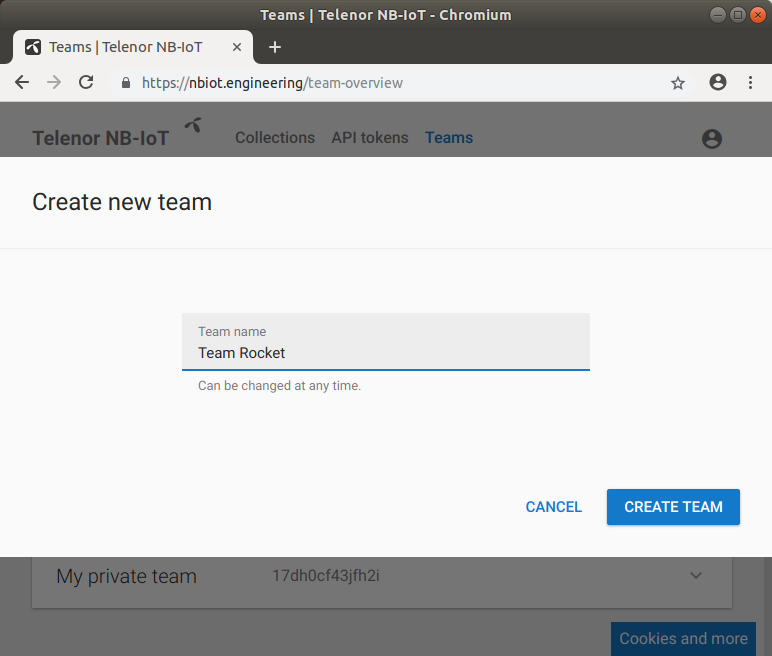 Teams | Telenor NB-IoT - Chromium
Teams | Telenor NB-IoT
https://nbiot.engineering/team-overview
Telenor NB-IoT Collections API tokens Teams
Create new team
Team name
Team Rocket
Can be changed at any time.
CANCEL CREATE TEAM
My private team 17dh0cf43jfh2i
Cookies and more